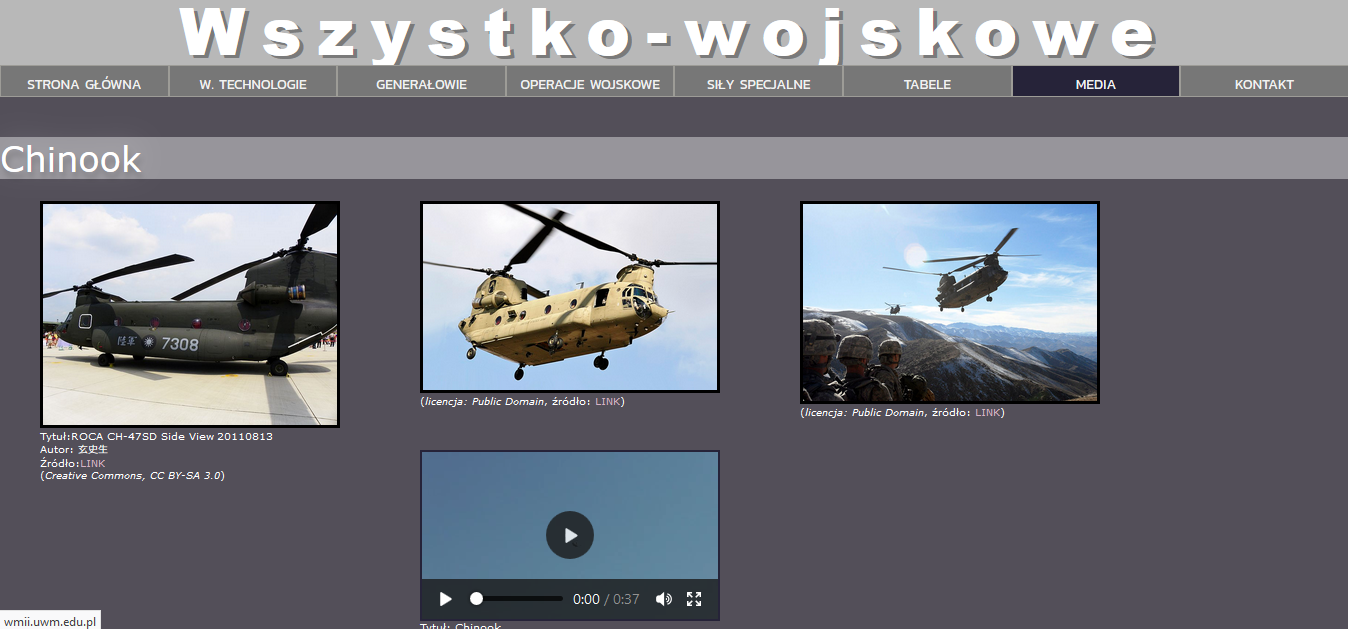 Wszystko-wojskowe
STRONA GŁÓWNA
W. TECHNOLOGIE
GENERAŁOWIE
OPERACJE WOJSKOWE
SIŁY SPECJALNE
TABELE
MEDIA
KONTAKT
Chinook
陸軍 7308
Tytuł:ROCA CH-47SD Side View 20110813
Autor: 玄史生
Źródło:LINK
(Creative Commons, CC BY-SA 3.0)
(licencja: Public Domain, źródło: LINK)
(licencja: Public Domain, źródło: LINK)
0:00 / 0:37
Tytuł: Chinook
wmii.uwm.edu.pl